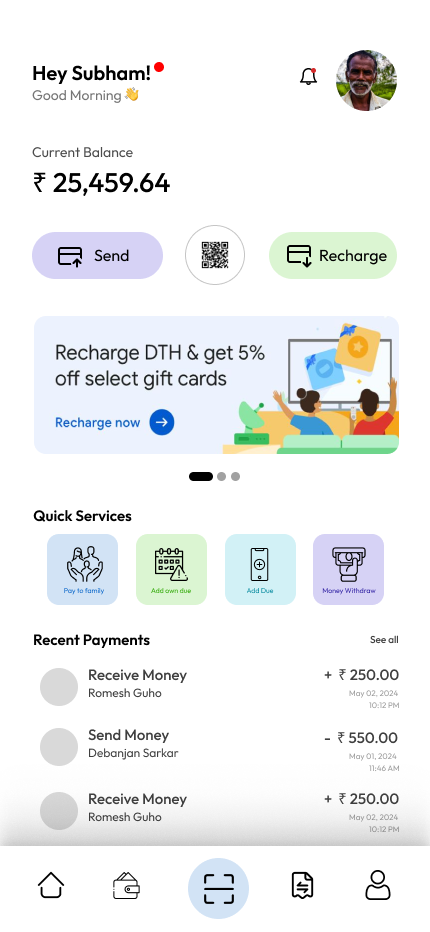 Hey Subham!
Good Morning 👋
Current Balance
₹ 25,459.64
Send
Recharge
Recharge DTH & get 5%
off select gift cards
Recharge now
Quick Services
Pay to family
Add own due
Add Due
Money Withdraw
Recent Payments
See all
Receive Money
+ ₹ 250.00
Romesh Guho
May 02, 2024
10:12 PM
Send Money
- ₹ 550.00
Debanjan Sarkar
May 01, 2024
11:46 AM
Receive Money
+ ₹ 250.00
Romesh Guho
May 02, 2024
10:12 PM